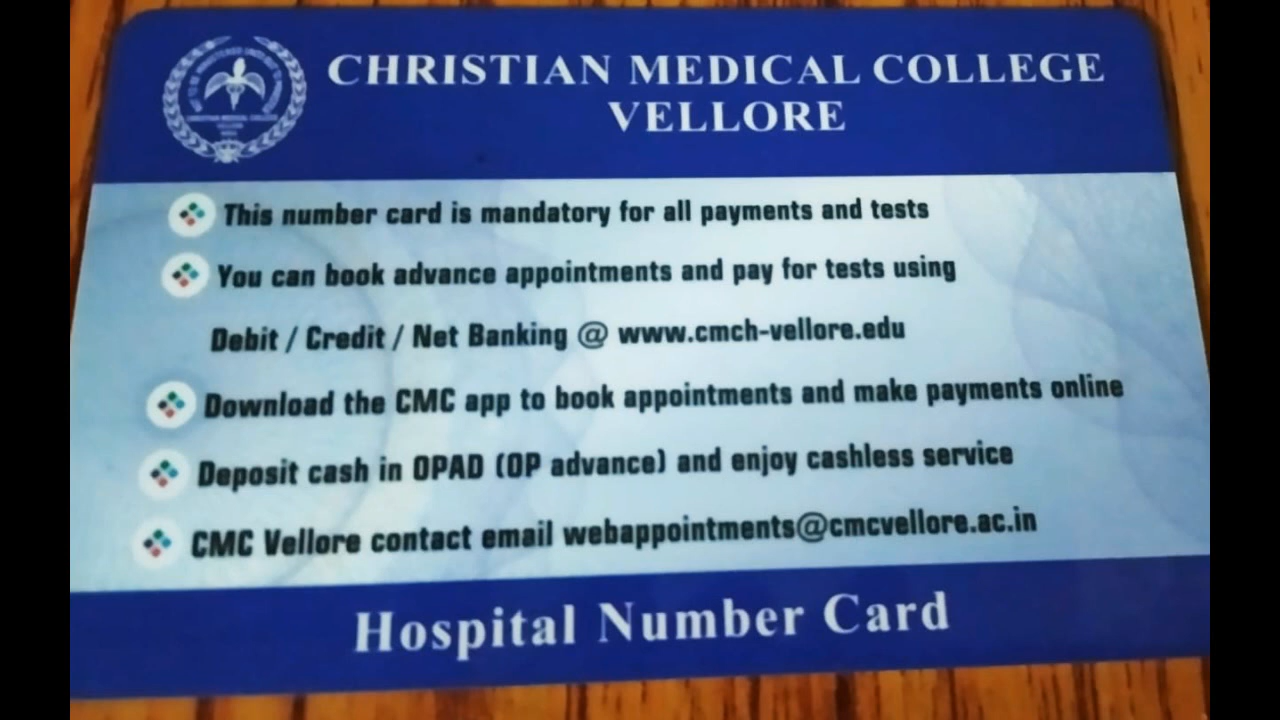 CHRISTIAN MEDICAL COLLEGE
VELLORE
This number card is mandatory for all payments and tests
You can book advance appointments and pay for tests using
Debit / Credit / Net Banking @ www.cmch-vellore.edu
Download the CMC app to book appointments and make payments online
Deposit cash in OPAD (OP advance) and enjoy cashless service
CMC Vellore contact email webappointments@cmcvellore.ac.in
Hospital Number Card